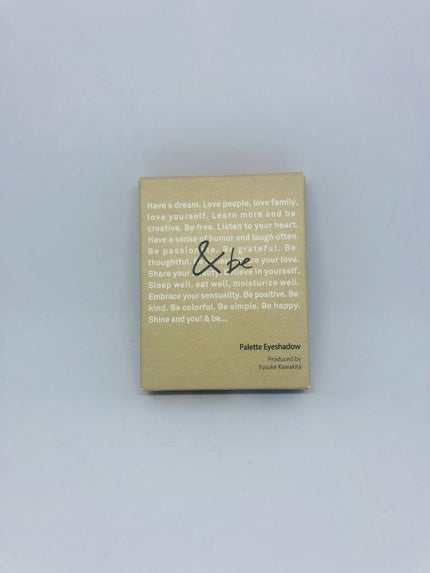 Have a dream. Love people, love family,
love yourself. Learn more and be
creative. Be free. Listen to your heart.
Have a sense of humor and laugh often.
Be Be grateful. Be
thoughtful. your love.
Share your in yourself.
Sleep well, eat well, moisturize well.
Embrace your sensuality. Be positive. Be
kind. Be colorful. Be simple. Be happy.
Shine and you! & be...
& be
Palette Eyeshadow
Produced by
Yusuke Kawakita